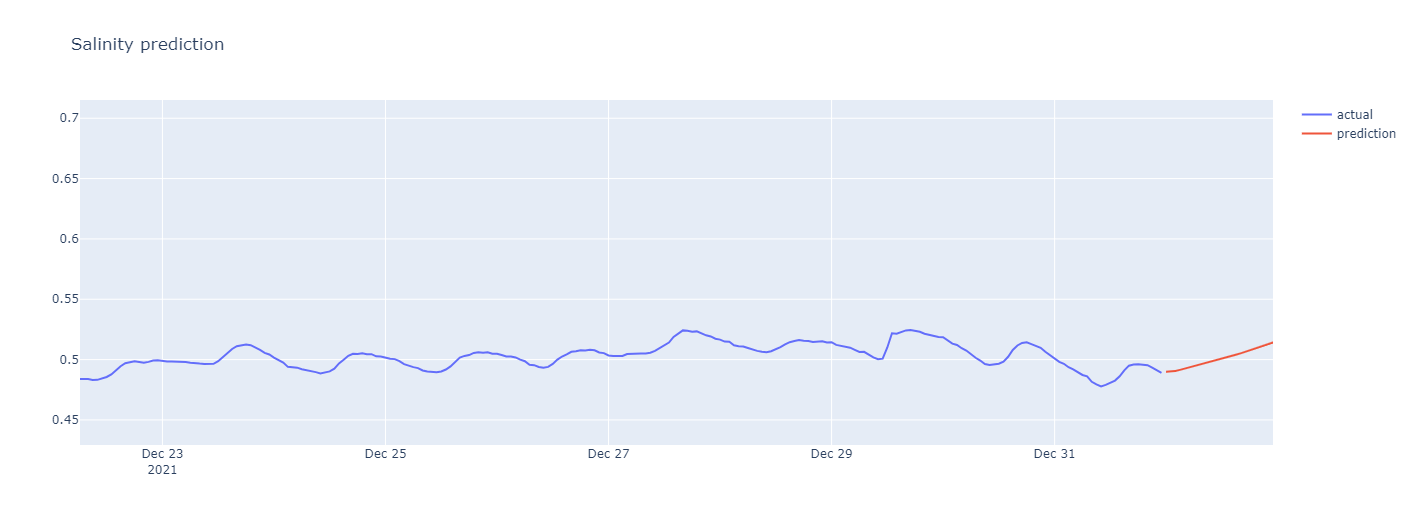 Salinity prediction
actual
prediction
0.7
0.65
0.6
0.55
0.5
0.45
Dec 23
2021
Dec 25
Dec 27
Dec 29
Dec 31